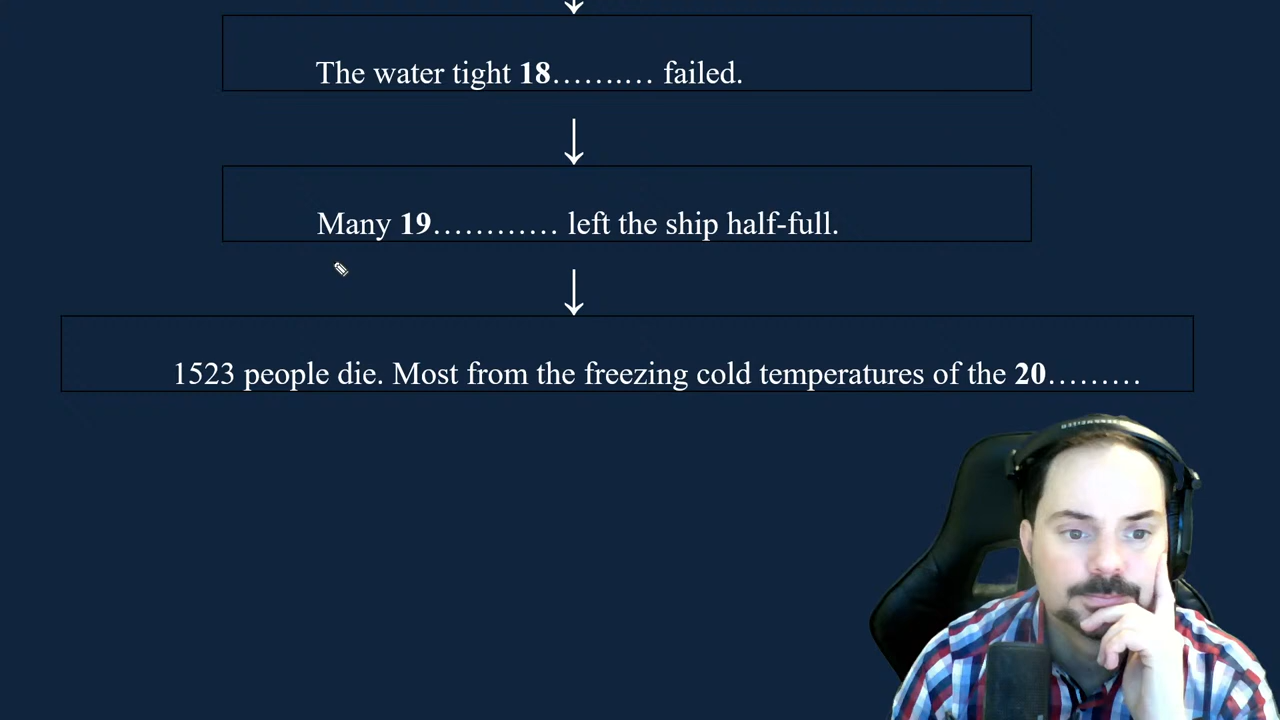 The water tight 18.......... failed.
Many 19............ left the ship half-full.
1523 people die. Most from the freezing cold temperatures of the 20.........